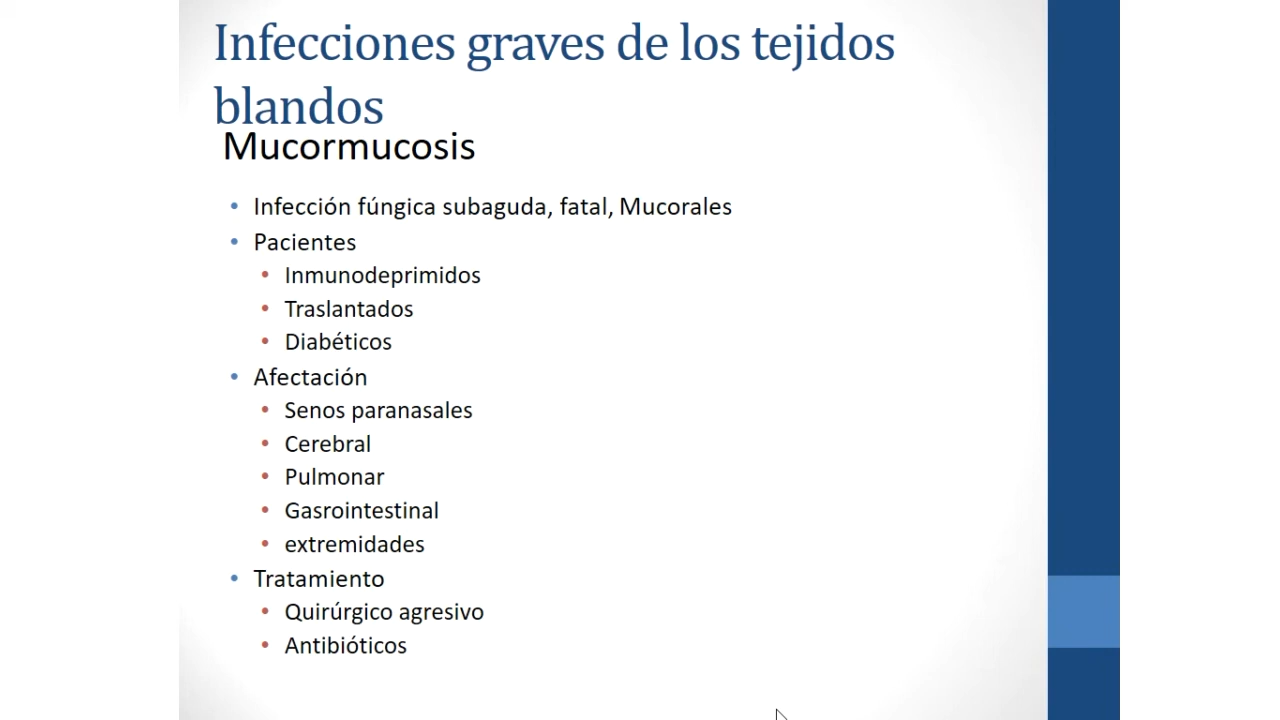 Infecciones graves de los tejidos
blandos
Mucormucosis
• Infección fúngica subaguda, fatal, Mucorales
• Pacientes
• Inmunodeprimidos
• Traslantados
• Diabéticos
• Afectación
• Senos paranasales
• Cerebral
• Pulmonar
• Gasrointestinal
• extremidades
• Tratamiento
• Quirúrgico agresivo
• Antibióticos